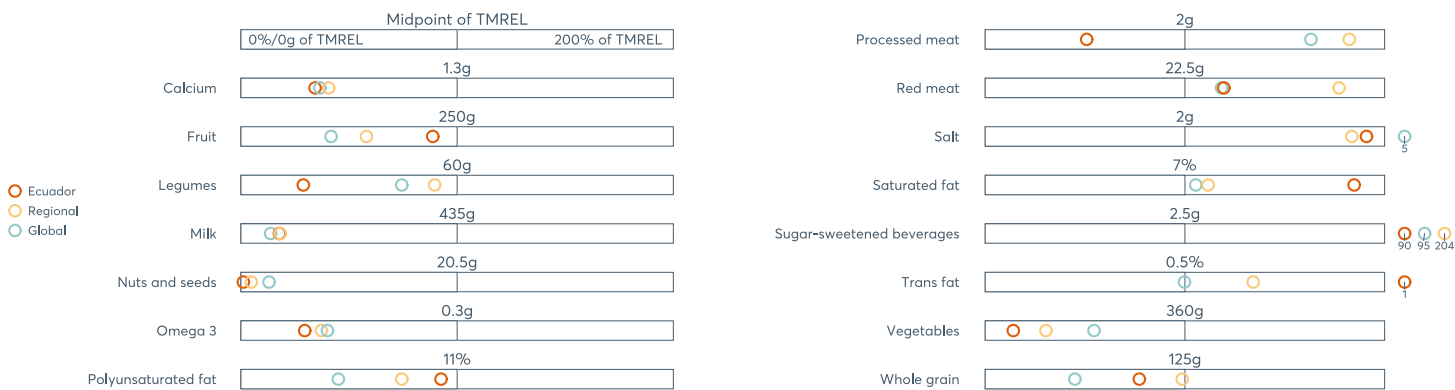 Midpoint of TMREL
0%/0g of TMREL
200% of TMREL
1.3g
Calcium
250g
Fruit
60g
Legumes
435g
Milk
20.5g
Nuts and seeds
0.3g
Omega 3
11%
Polyunsaturated fat
Ecuador
Regional
Global
2g
Processed meat
22.5g
Red meat
2g
Salt
5
7%
Saturated fat
2.5g
Sugar-sweetened beverages
90 95 204
0.5%
Trans fat
1
360g
Vegetables
125g
Whole grain